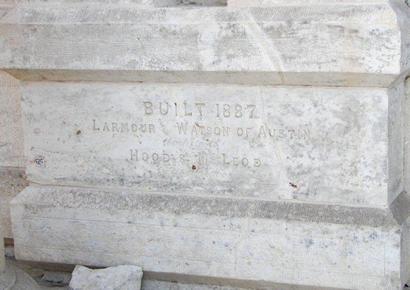 BUILT 1887
LARMOUR & WATSON OF AUSTIN
HOOD & McLEOD